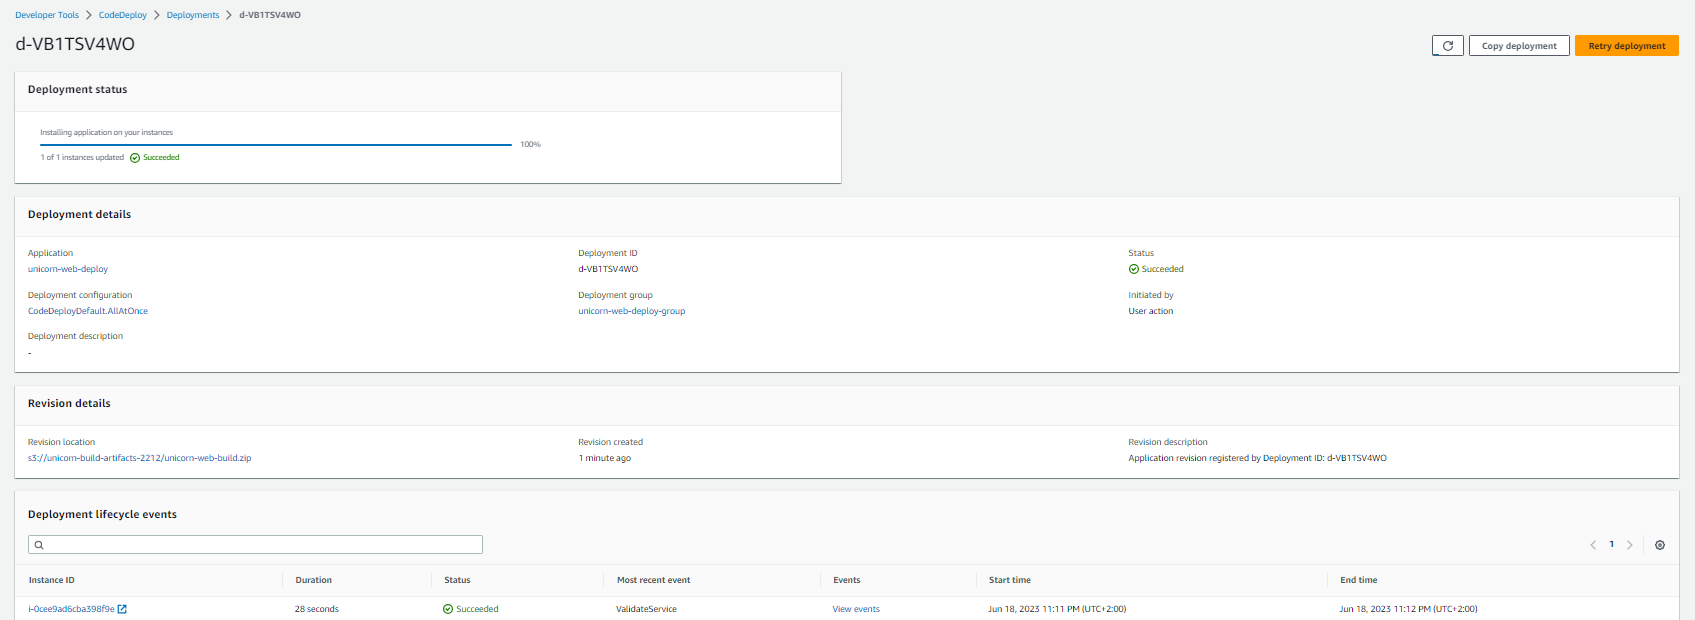 Developer Tools > CodeDeploy > Deployments > d-VB1TSV4WO
d-VB1TSV4WO
Copy deployment
Retry deployment
Deployment status
Installing application on your instances
100%
1 of 1 instances updated Succeeded
Deployment details
Application
unicorn-web-deploy
Deployment ID
d-VB1TSV4WO
Status
Succeeded
Deployment configuration
CodeDeployDefault.AllAtOnce
Deployment group
unicorn-web-deploy-group
Initiated by
User action
Deployment description
-
Revision details
Revision location
s3://unicorn-build-artifacts-2212/unicorn-web-build.zip
Revision created
1 minute ago
Revision description
Application revision registered by Deployment ID: d-VB1TSV4WO
Deployment lifecycle events
1
Instance ID Duration Status Most recent event Events Start time End time
i-0cee9ad6cba398f9e 28 seconds Succeeded ValidateService View events Jun 18, 2023 11:11 PM (UTC+2:00) Jun 18, 2023 11:12 PM (UTC+2:00)